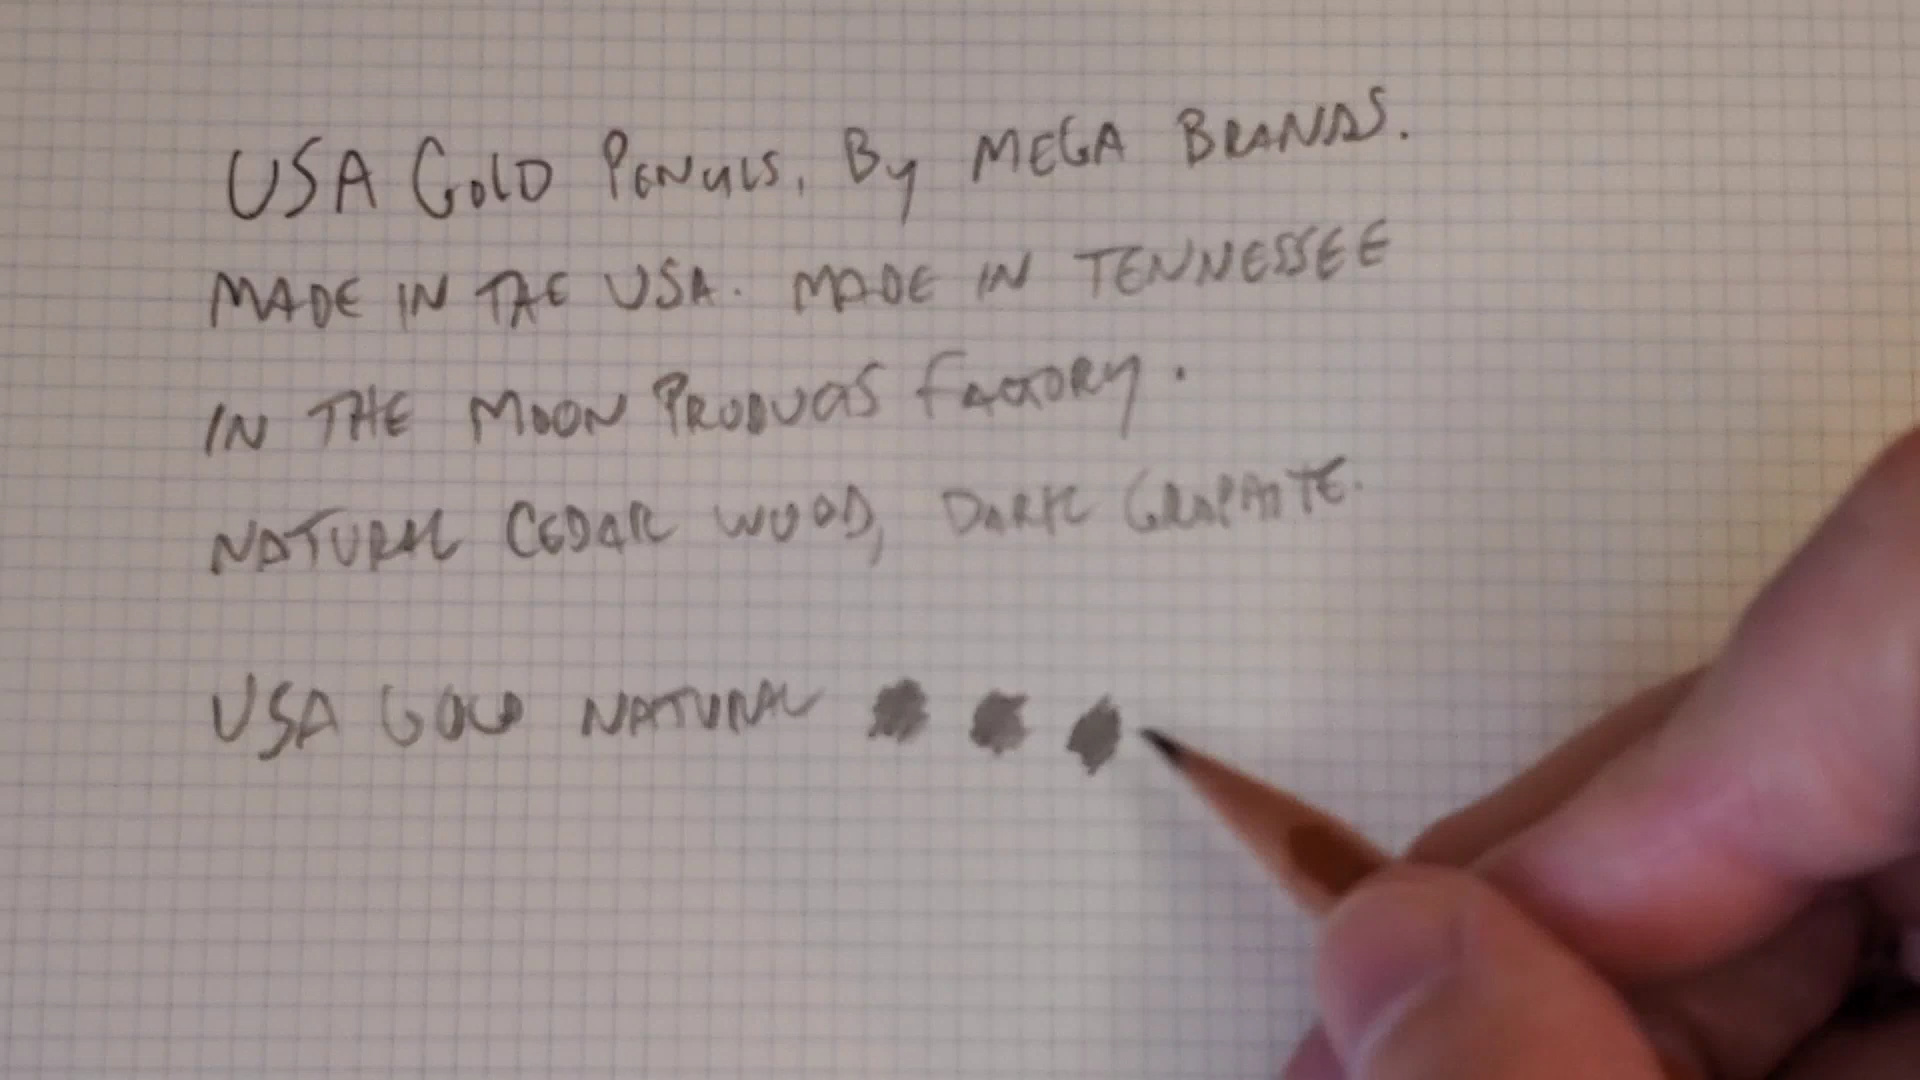 USA GOLD PENCILS, BY MEGA BRANDS.
MADE IN THE USA. MADE IN TENNESSEE
IN THE MOON PRODUCTS FACTORY.
NATURAL CEDAR WOOD, DARK GRAPHITE.
USA GOLD NATURAL